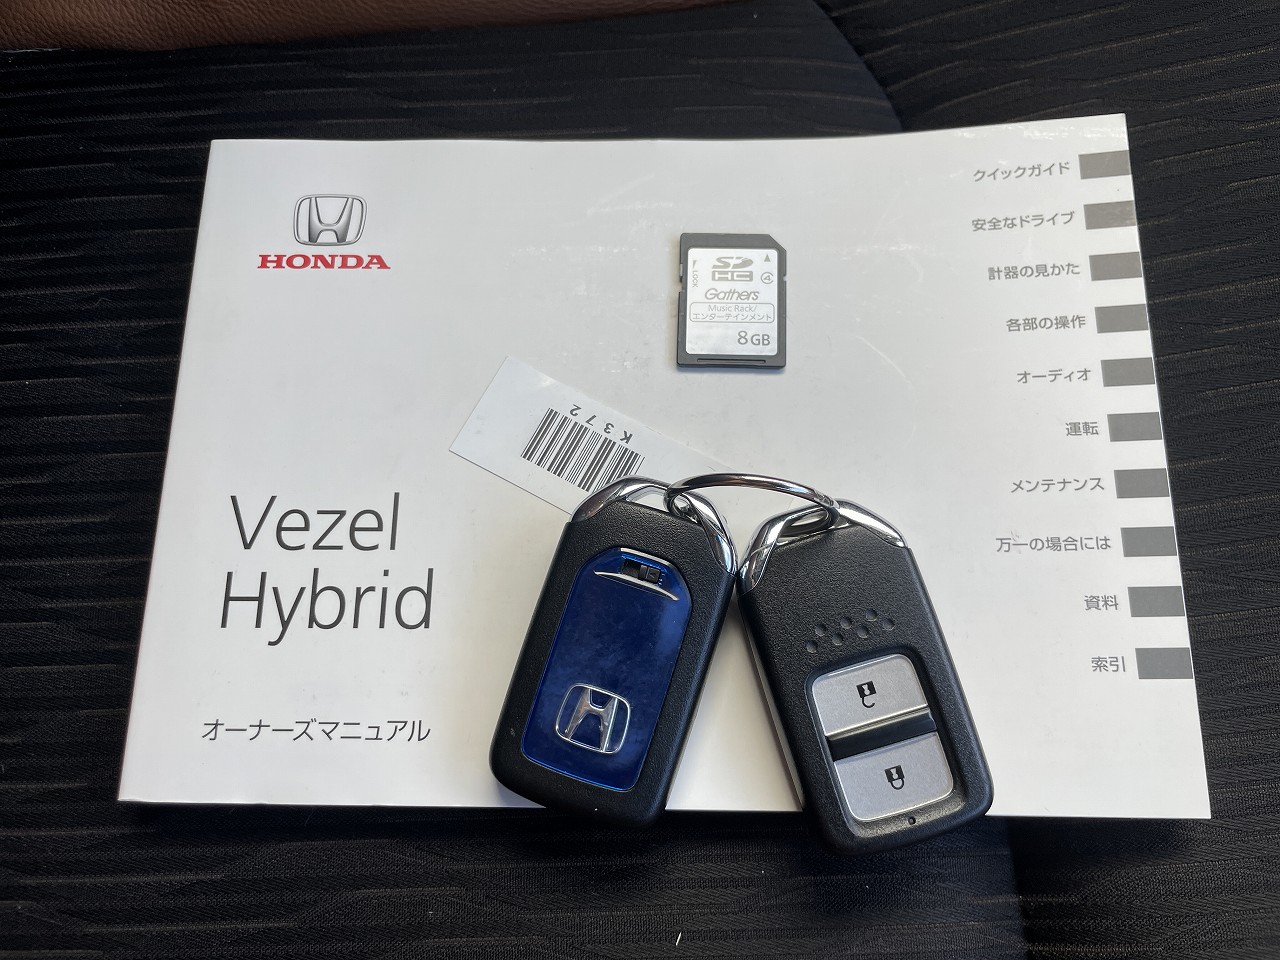 HONDA
Vezel
Hybrid
オーナーズマニュアル
クイックガイド
安全なドライブ
計器の見かた
各部の操作
オーディオ
運転
メンテナンス
万一の場合には
資料
索引
LOCK
SD
HC
4
Gathers
Music Rack/
エンターテインメント
8GB
K372